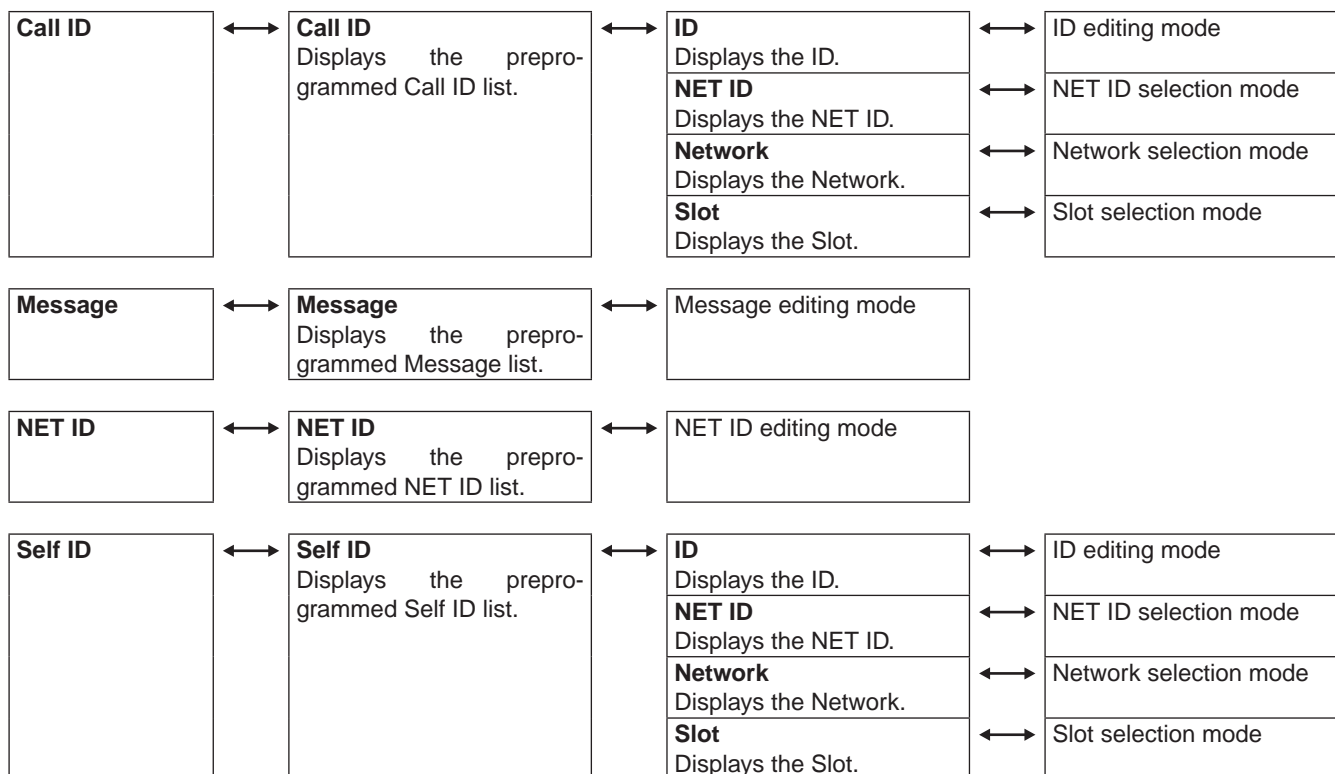 Call ID
Call ID
Displays the prepro-
grammed Call ID list.
ID
Displays the ID.
ID editing mode
NET ID
Displays the NET ID.
NET ID selection mode
Network
Displays the Network.
Network selection mode
Slot
Displays the Slot.
Slot selection mode
Message
Message
Displays the prepro-
grammed Message list.
Message editing mode
NET ID
NET ID
Displays the prepro-
grammed NET ID list.
NET ID editing mode
Self ID
Self ID
Displays the prepro-
grammed Self ID list.
ID
Displays the ID.
ID editing mode
NET ID
Displays the NET ID.
NET ID selection mode
Network
Displays the Network.
Network selection mode
Slot
Displays the Slot.
Slot selection mode